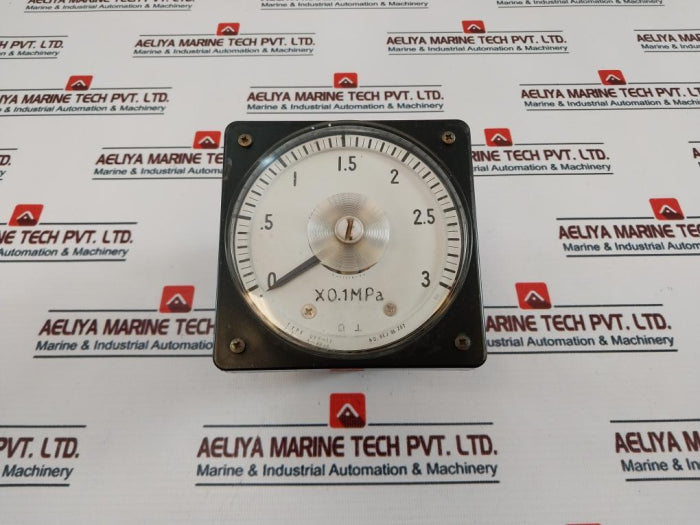 AELIYA MARINE TECH PVT. LTD.
Marine & Industrial Automation & Machinery
0
.5
1
1.5
2
2.5
3
X0.1MPa
AELIYA MARINE TECH PVT. LTD.
Marine & Industrial Automation & Machinery